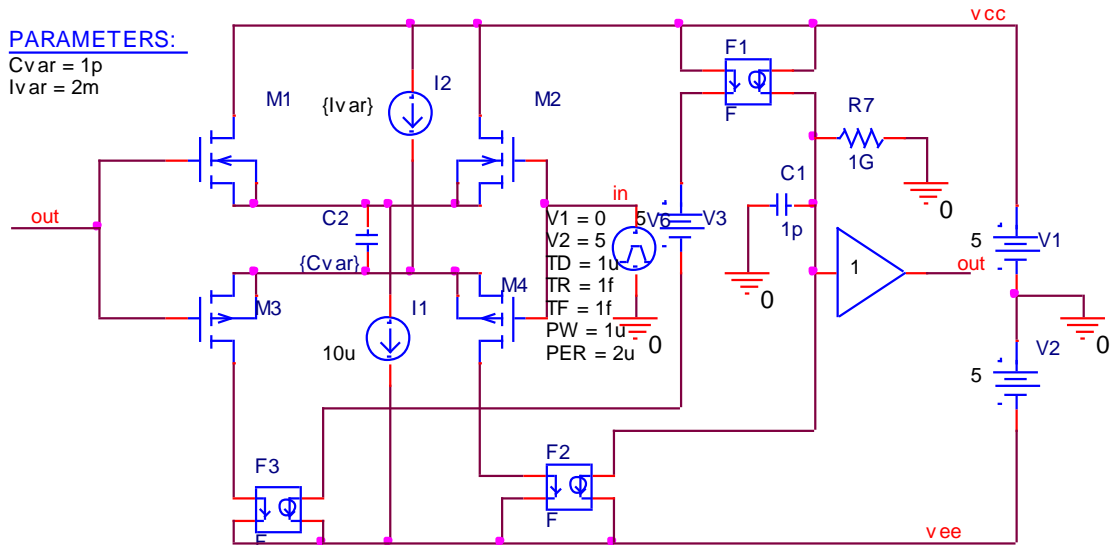 PARAMETERS:
Cvar = 1p
Ivar = 2m
vcc
F1
F
I2
{Ivar}
M1
M2
R7
1G
0
out
C2
{Cvar}
in
V1 = 0
V2 = 5
TD = 1u
TR = 1f
TF = 1f
PW = 1u
PER = 2u
V6
0
5
V3
C1
1p
0
1
out
5
V1
0
M3
M4
I1
10u
V2
5
F3
F
F2
F
vee